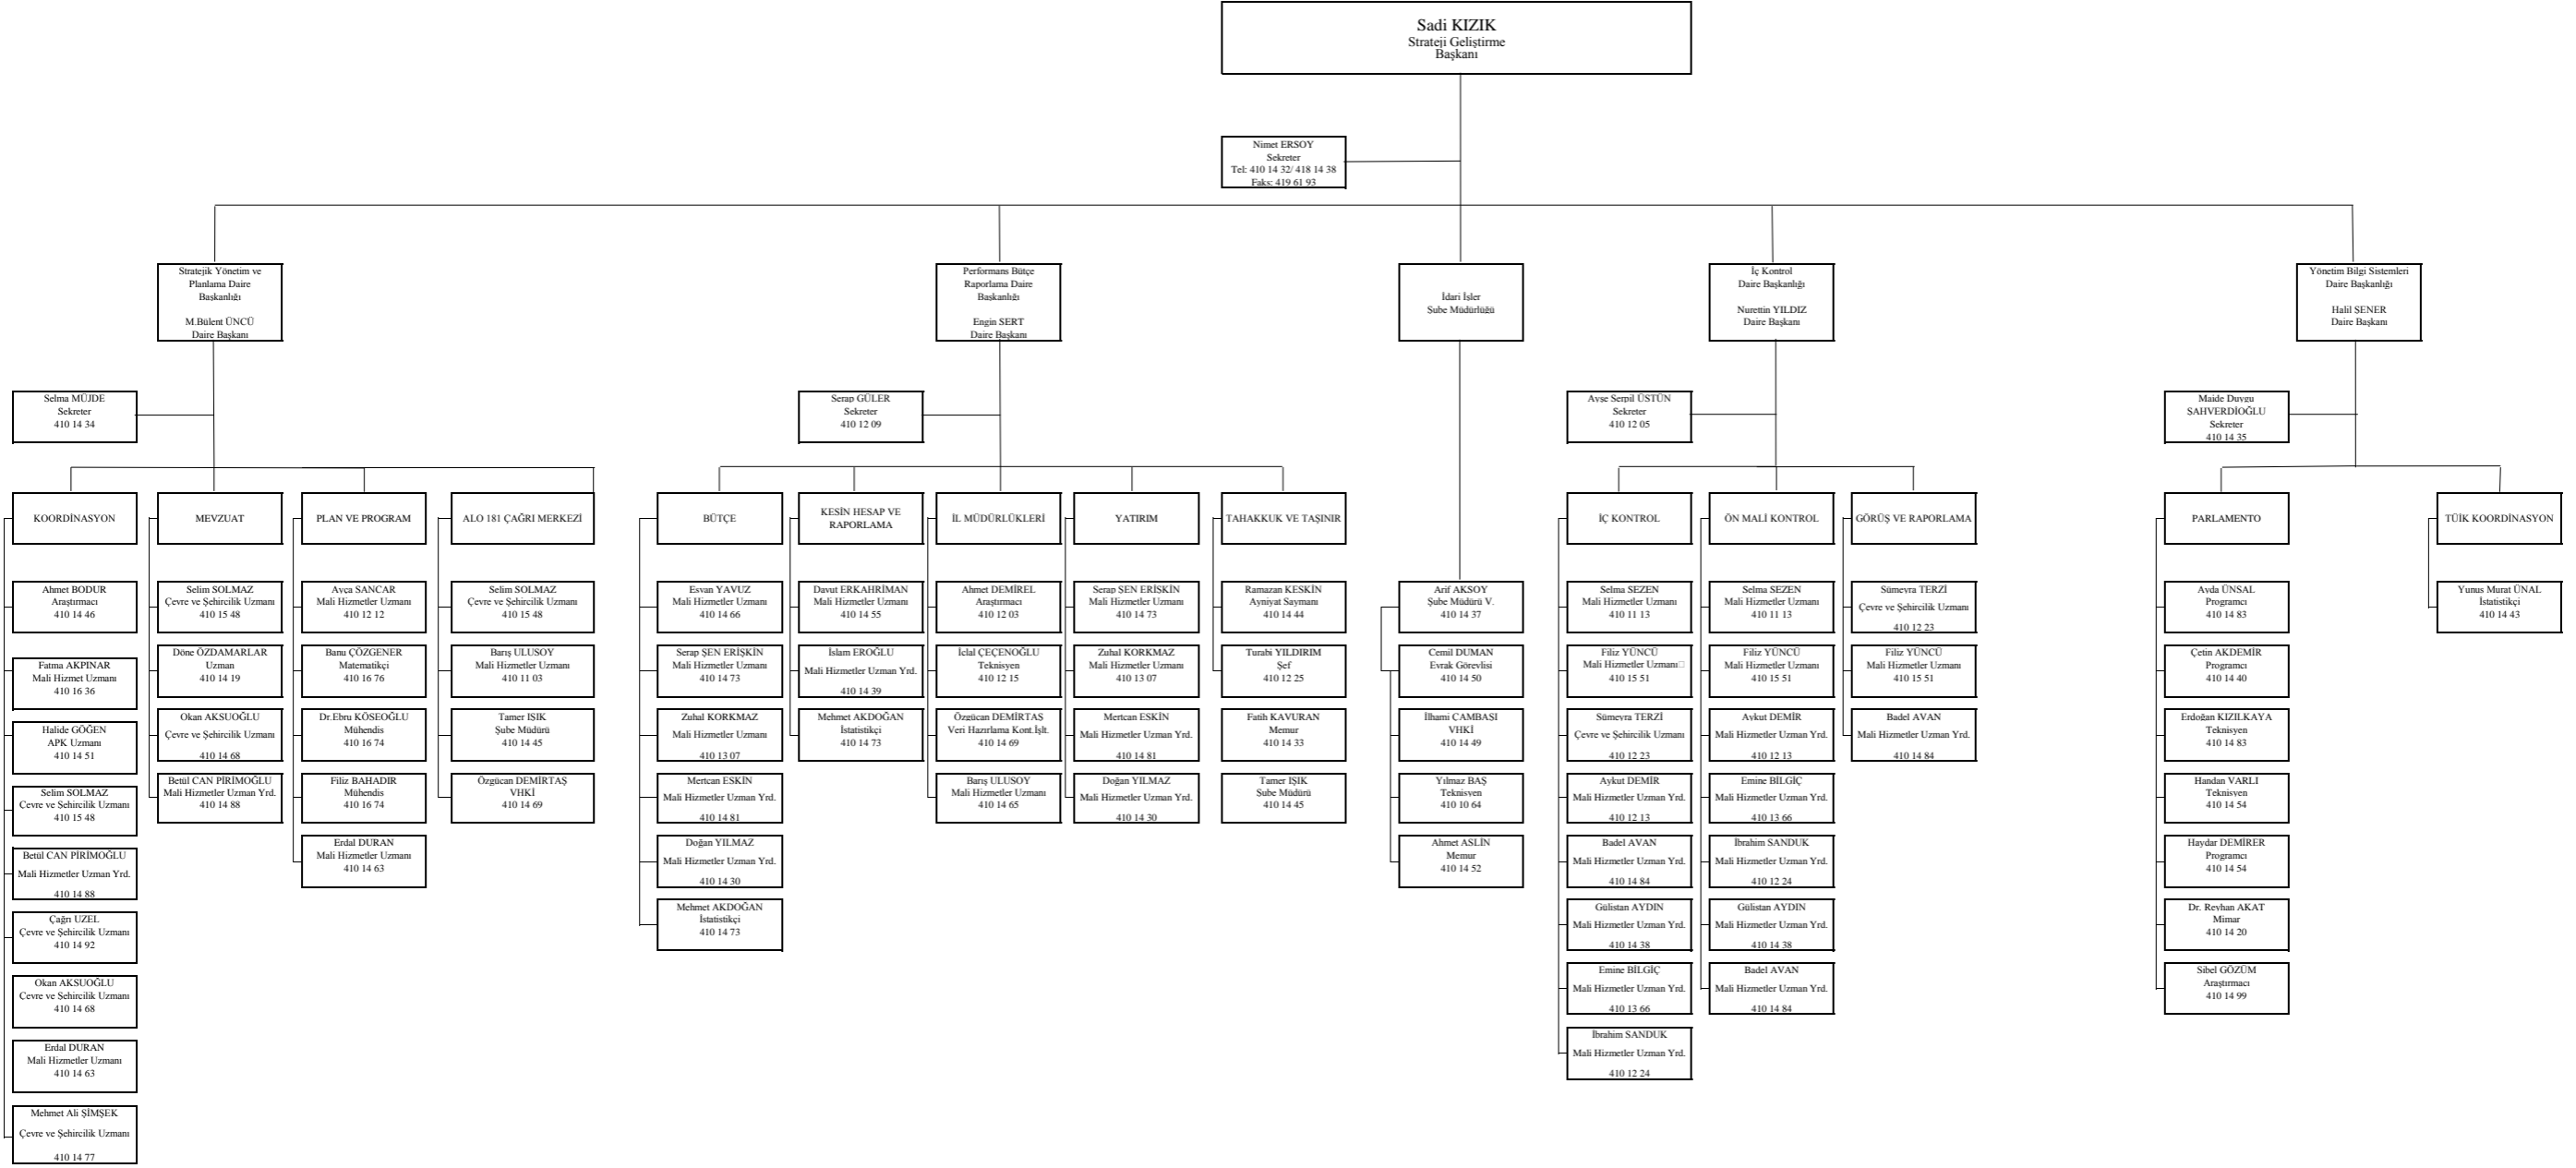 Sadi KIZIK
Strateji Geliştirme
Başkanı
Nimet ERSOY
Sekreter
Tel: 410 14 32/ 418 14 38
Faks: 419 61 93
Stratejik Yönetim ve
Planlama Daire
Başkanlığı
M.Bülent ÜNCÜ
Daire Başkanı
Performans Bütçe
Raporlama Daire
Başkanlığı
Engin SERT
Daire Başkanı
İdari İşler
Şube Müdürlüğü
İç Kontrol
Daire Başkanlığı
Nurettin YILDIZ
Daire Başkanı
Yönetim Bilgi Sistemleri
Daire Başkanlığı
Halil ŞENER
Daire Başkanı
Selma MÜJDE
Sekreter
410 14 34
Serap GÜLER
Sekreter
410 12 09
Ayşe Serpil ÜSTÜN
Sekreter
410 12 05
Maide Duygu
ŞAHVERDİOĞLU
Sekreter
410 14 35
KOORDİNASYON
Ahmet BODUR
Araştırmacı
410 14 46
Fatma AKPINAR
Mali Hizmet Uzmanı
410 16 36
Halide GÖĞEN
APK Uzmanı
410 14 51
Selim SOLMAZ
Çevre ve Şehircilik Uzmanı
410 15 48
Betül CAN PİRİMOĞLU
Mali Hizmetler Uzman Yrd.
410 14 88
Çağrı UZEL
Çevre ve Şehircilik Uzmanı
410 14 92
Okan AKSUOĞLU
Çevre ve Şehircilik Uzmanı
410 14 68
Erdal DURAN
Mali Hizmetler Uzmanı
410 14 63
Mehmet Ali ŞİMŞEK
Çevre ve Şehircilik Uzmanı
410 14 77
MEVZUAT
Selim SOLMAZ
Çevre ve Şehircilik Uzmanı
410 15 48
Döne ÖZDAMARLAR
Uzman
410 14 19
Okan AKSUOĞLU
Çevre ve Şehircilik Uzmanı
410 14 68
Betül CAN PİRİMOĞLU
Mali Hizmetler Uzman Yrd.
410 14 88
PLAN VE PROGRAM
Ayça SANCAR
Mali Hizmetler Uzmanı
410 12 12
Banu ÇÖZGENER
Matematikçi
410 16 76
Dr.Ebru KÖSEOĞLU
Mühendis
410 16 74
Filiz BAHADIR
Mühendis
410 16 74
Erdal DURAN
Mali Hizmetler Uzmanı
410 14 63
ALO 181 ÇAĞRI MERKEZİ
Selim SOLMAZ
Çevre ve Şehircilik Uzmanı
410 15 48
Barış ULUSOY
Mali Hizmetler Uzmanı
410 11 03
Tamer IŞIK
Şube Müdürü
410 14 45
Özgücan DEMİRTAŞ
VHKİ
410 14 69
BÜTÇE
Esvan YAVUZ
Mali Hizmetler Uzmanı
410 14 66
Serap ŞEN ERİŞKİN
Mali Hizmetler Uzmanı
410 14 73
Zuhal KORKMAZ
Mali Hizmetler Uzmanı
410 13 07
Mertcan ESKİN
Mali Hizmetler Uzman Yrd.
410 14 81
Doğan YILMAZ
Mali Hizmetler Uzman Yrd.
410 14 30
Mehmet AKDOĞAN
İstatistikçi
410 14 73
KESİN HESAP VE
RAPORLAMA
Davut ERKAHRİMAN
Mali Hizmetler Uzmanı
410 14 55
İslam EROĞLU
Mali Hizmetler Uzman Yrd.
410 14 39
Mehmet AKDOĞAN
İstatistikçi
410 14 73
İL MÜDÜRLÜKLERİ
Ahmet DEMİREL
Araştırmacı
410 12 03
İclal ÇEÇENOĞLU
Teknisyen
410 12 15
Özgücan DEMİRTAŞ
Veri Hazırlama Kont.İşlt.
410 14 69
Barış ULUSOY
Mali Hizmetler Uzmanı
410 14 65
YATIRIM
Serap ŞEN ERİŞKİN
Mali Hizmetler Uzmanı
410 14 73
Zuhal KORKMAZ
Mali Hizmetler Uzmanı
410 13 07
Mertcan ESKİN
Mali Hizmetler Uzman Yrd.
410 14 81
Doğan YILMAZ
Mali Hizmetler Uzman Yrd.
410 14 30
TAHAKKUK VE TAŞINIR
Ramazan KESKİN
Ayniyat Saymanı
410 14 44
Turabi YILDIRIM
Şef
410 12 25
Fatih KAVURAN
Memur
410 14 33
Tamer IŞIK
Şube Müdürü
410 14 45
Arif AKSOY
Şube Müdürü V.
410 14 37
Cemil DUMAN
Evrak Görevlisi
410 14 50
İlhami ÇAMBAŞI
VHKİ
410 14 49
Yılmaz BAŞ
Teknisyen
410 10 64
Ahmet ASLİN
Memur
410 14 52
İÇ KONTROL
Selma SEZEN
Mali Hizmetler Uzmanı
410 11 13
Filiz YÜNCÜ
Mali Hizmetler Uzmanı
410 15 51
Sümeyra TERZİ
Çevre ve Şehircilik Uzmanı
410 12 23
Aykut DEMİR
Mali Hizmetler Uzman Yrd.
410 12 13
Badel AVAN
Mali Hizmetler Uzman Yrd.
410 14 84
Gülistan AYDIN
Mali Hizmetler Uzman Yrd.
410 14 38
Emine BİLGİÇ
Mali Hizmetler Uzman Yrd.
410 13 66
İbrahim SANDUK
Mali Hizmetler Uzman Yrd.
410 12 24
ÖN MALİ KONTROL
Selma SEZEN
Mali Hizmetler Uzmanı
410 11 13
Filiz YÜNCÜ
Mali Hizmetler Uzmanı
410 15 51
Aykut DEMİR
Mali Hizmetler Uzman Yrd.
410 12 13
Emine BİLGİÇ
Mali Hizmetler Uzman Yrd.
410 13 66
İbrahim SANDUK
Mali Hizmetler Uzman Yrd.
410 12 24
Gülistan AYDIN
Mali Hizmetler Uzman Yrd.
410 14 38
Badel AVAN
Mali Hizmetler Uzman Yrd.
410 14 84
GÖRÜŞ VE RAPORLAMA
Sümeyra TERZİ
Çevre ve Şehircilik Uzmanı
410 12 23
Filiz YÜNCÜ
Mali Hizmetler Uzmanı
410 15 51
Badel AVAN
Mali Hizmetler Uzman Yrd.
410 14 84
PARLAMENTO
Ayda ÜNSAL
Programcı
410 14 83
Çetin AKDEMİR
Programcı
410 14 40
Erdoğan KIZILKAYA
Teknisyen
410 14 83
Handan VARLI
Teknisyen
410 14 54
Haydar DEMİRER
Programcı
410 14 54
Dr. Reyhan AKAT
Mimar
410 14 20
Sibel GÖZÜM
Araştırmacı
410 14 99
TÜİK KOORDİNASYON
Yunus Murat ÜNAL
İstatistikçi
410 14 43